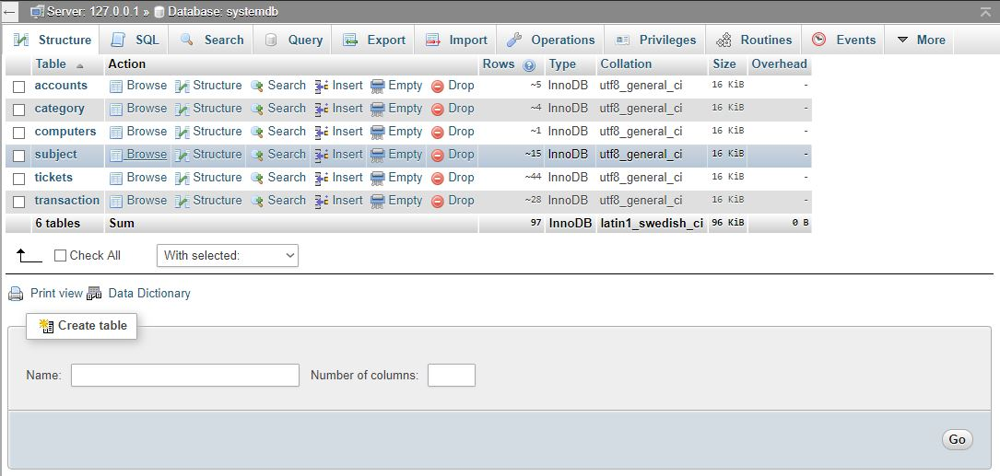 Server: 127.0.0.1 » Database: systemdb
Structure SQL Search Query Export Import Operations Privileges Routines Events More
Table Action Rows Type Collation Size Overhead
accounts Browse Structure Search Insert Empty Drop ~5 InnoDB utf8_general_ci 16 KiB -
category Browse Structure Search Insert Empty Drop ~4 InnoDB utf8_general_ci 16 KiB -
computers Browse Structure Search Insert Empty Drop ~1 InnoDB utf8_general_ci 16 KiB -
subject Browse Structure Search Insert Empty Drop ~15 InnoDB utf8_general_ci 16 KiB -
tickets Browse Structure Search Insert Empty Drop ~44 InnoDB utf8_general_ci 16 KiB -
transaction Browse Structure Search Insert Empty Drop ~28 InnoDB utf8_general_ci 16 KiB -
6 tables Sum 97 InnoDB latin1_swedish_ci 96 KiB 0 B
Check All With selected:
Print view Data Dictionary
Create table
Name: Number of columns:
Go